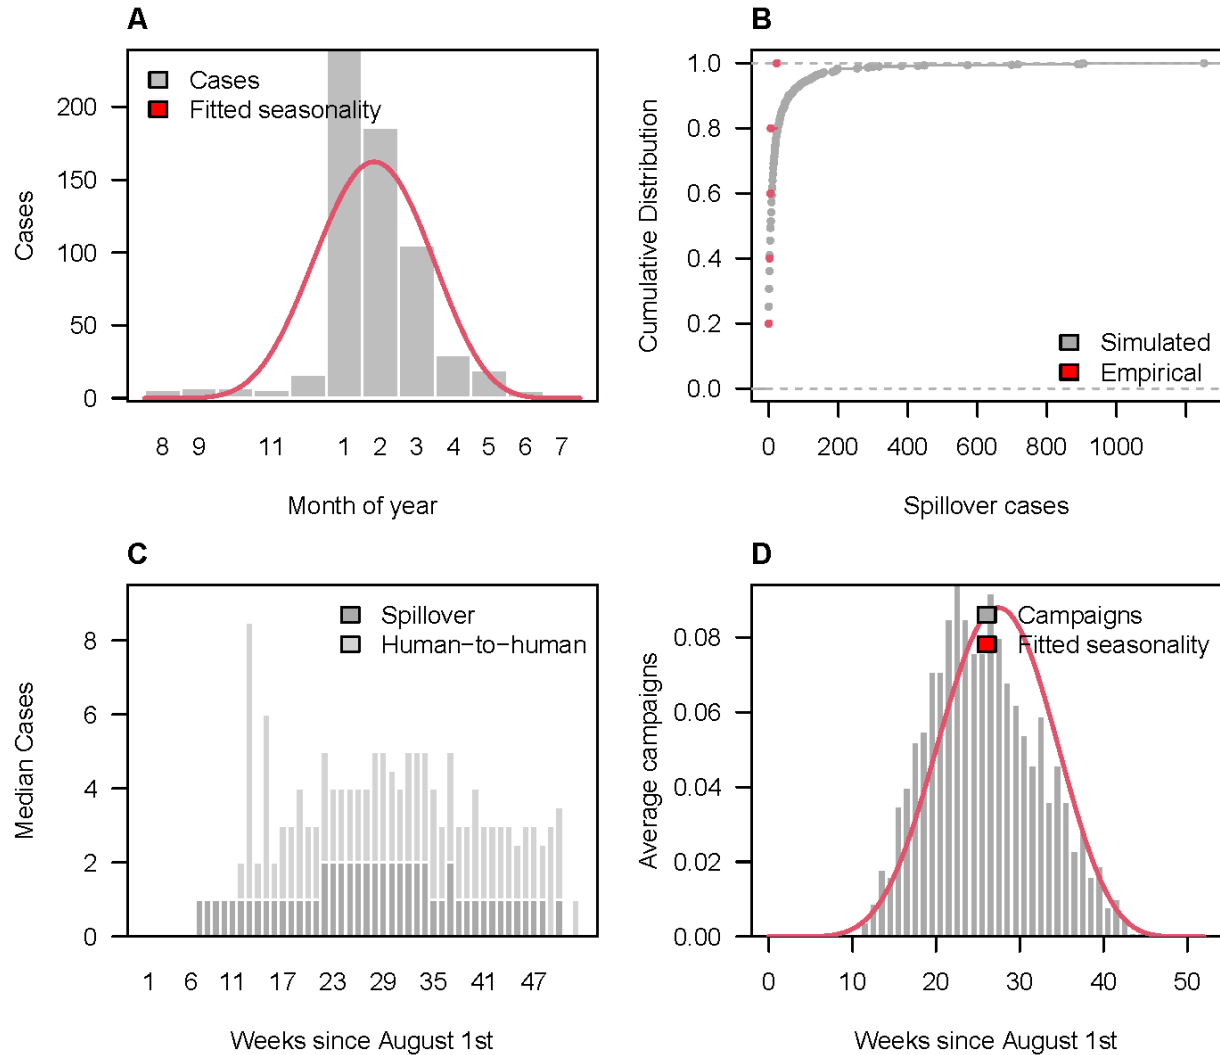 A
Cases
Fitted seasonality
200
150
100
50
0
Cases
8 9 11 1 2 3 4 5 6 7
Month of year
B
1.0
0.8
0.6
0.4
0.2
0.0
Cumulative Distribution
Simulated
Empirical
0 200 400 600 800 1000
Spillover cases
C
Spillover
Human−to−human
8
6
4
2
0
Median Cases
1 6 11 17 23 29 35 41 47
Weeks since August 1st
D
Campaigns
Fitted seasonality
0.08
0.06
0.04
0.02
0.00
Average campaigns
0 10 20 30 40 50
Weeks since August 1st